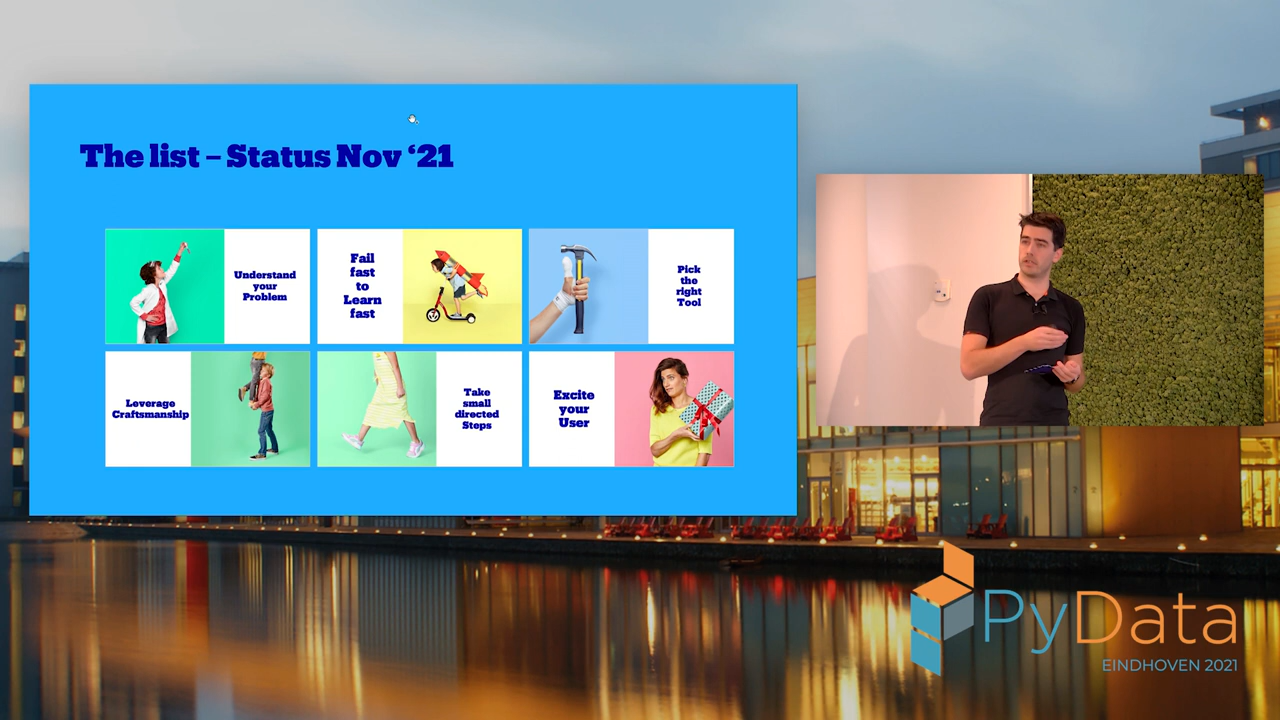 The list – Status Nov ‘21
Understand
your
Problem
Fail
fast
to
Learn
fast
Pick
the
right
Tool
Leverage
Craftsmanship
Take
small
directed
Steps
Excite
your
User
PyData
EINDHOVEN 2021